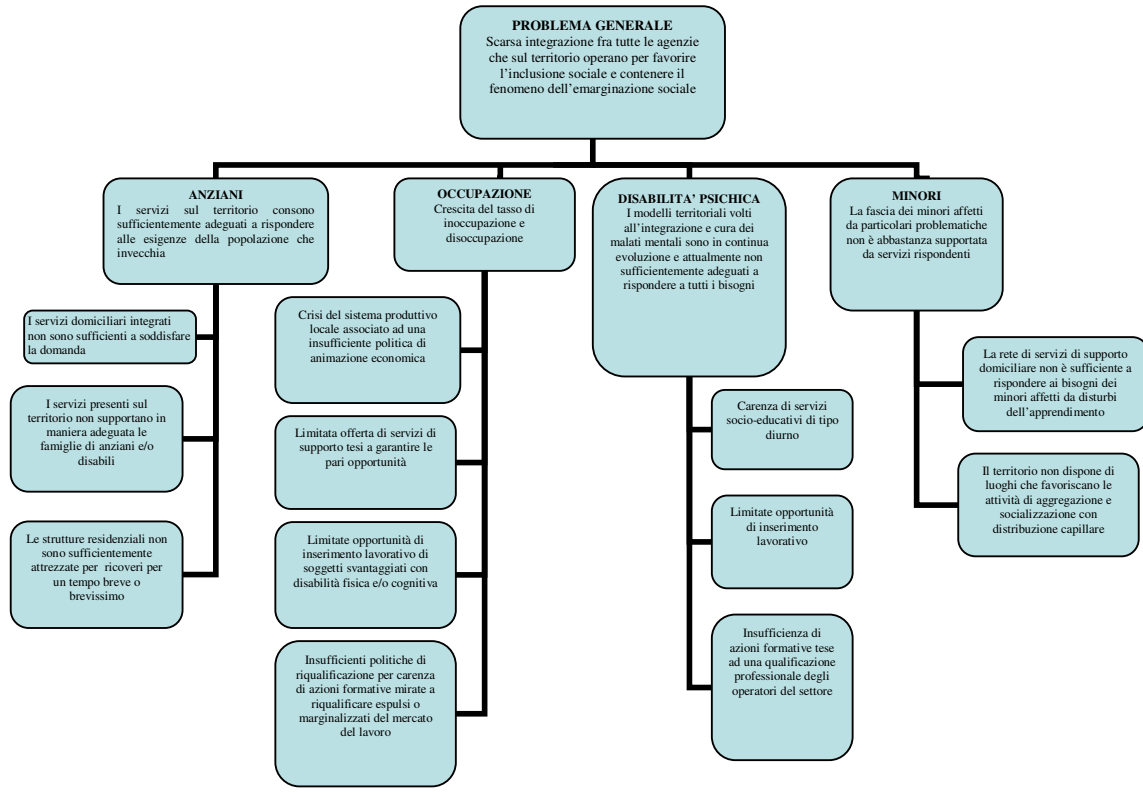 PROBLEMA GENERALE
Scarsa integrazione fra tutte le agenzie
che sul territorio operano per favorire
l’inclusione sociale e contenere il
fenomeno dell’emarginazione sociale
ANZIANI
I servizi sul territorio consono
sufficientemente adeguati a rispondere
alle esigenze della popolazione che
invecchia
I servizi domiciliari integrati
non sono sufficienti a soddisfare
la domanda
I servizi presenti sul
territorio non supportano in
maniera adeguata le
famiglie di anziani e/o
disabili
Le strutture residenziali non
sono sufficientemente
attrezzate per ricoveri per
un tempo breve o
brevissimo
OCCUPAZIONE
Crescita del tasso di
inoccupazione e
disoccupazione
Crisi del sistema produttivo
locale associato ad una
insufficiente politica di
animazione economica
Limitata offerta di servizi di
supporto tesi a garantire le
pari opportunità
Limitate opportunità di
inserimento lavorativo di
soggetti svantaggiati con
disabilità fisica e/o cognitiva
Insufficienti politiche di
riqualificazione per carenza
di azioni formative mirate a
riqualificare espulsi o
marginalizzati del mercato
del lavoro
DISABILITA’ PSICHICA
I modelli territoriali volti
all’integrazione e cura dei
malati mentali sono in continua
evoluzione e attualmente non
sufficientemente adeguati a
rispondere a tutti i bisogni
Carenza di servizi
socio-educativi di tipo
diurno
Limitate opportunità
di inserimento
lavorativo
Insufficienza di
azioni formative tese
ad una qualificazione
professionale degli
operatori del settore
MINORI
La fascia dei minori affetti
da particolari problematiche
non è abbastanza supportata
da servizi rispondenti
La rete di servizi di supporto
domiciliare non è sufficiente a
rispondere ai bisogni dei
minori affetti da disturbi
dell’apprendimento
Il territorio non dispone di
luoghi che favoriscano le
attività di aggregazione e
socializzazione con
distribuzione capillare